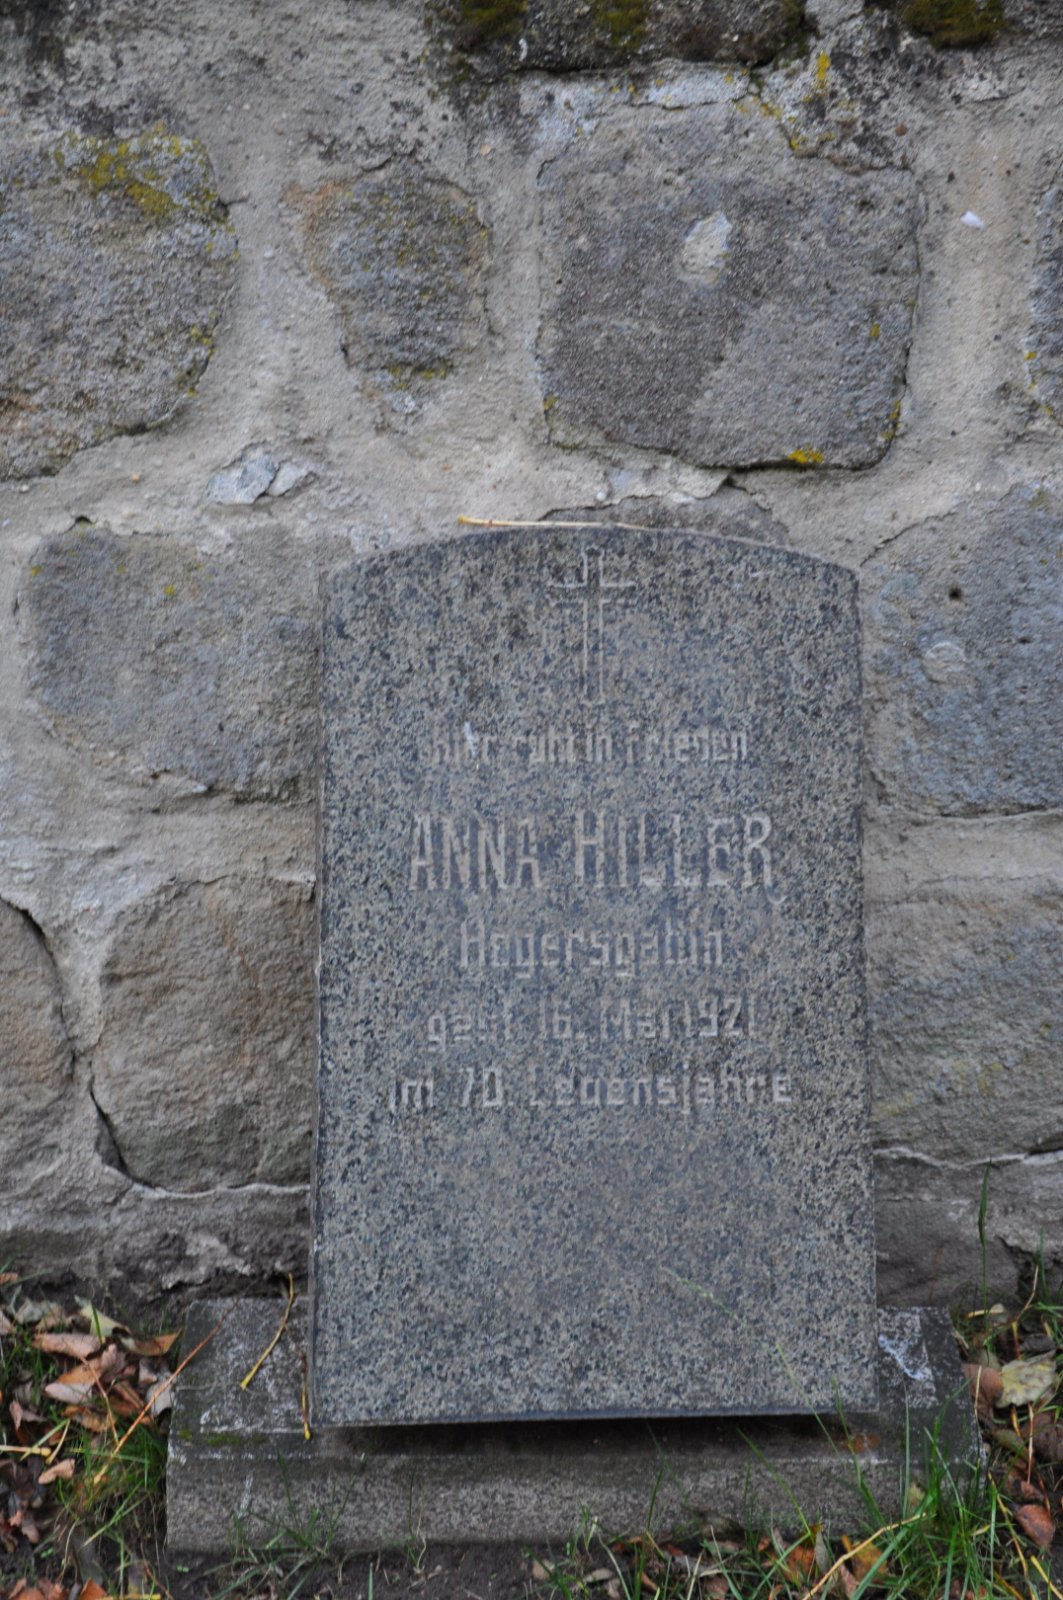 Hier ruht in Frieden
ANNA HILLER
Hegersgattin
gest. 16. Mai 1921
im 70. Lebensjahre